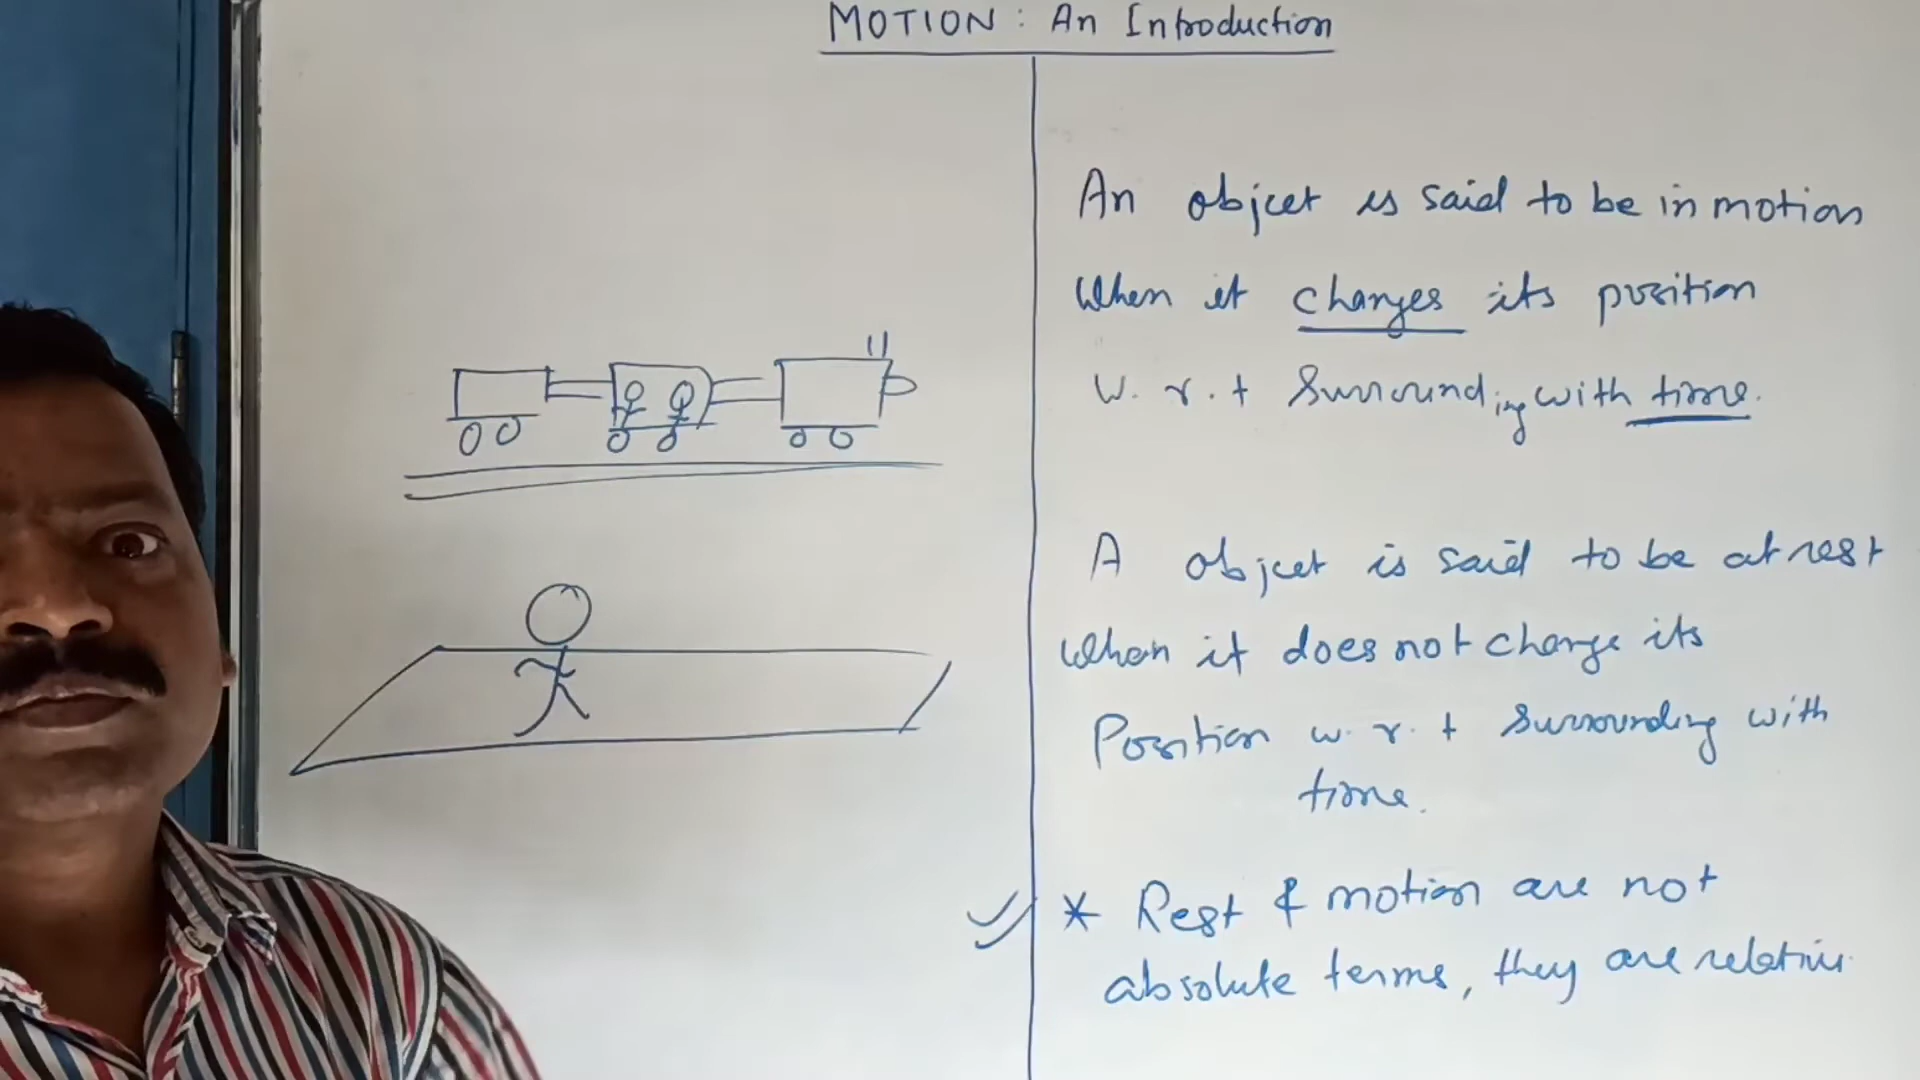 MOTION : An Introduction
An object is said to be in motion
When it changes its position
w.r.t surrounding with time.
A object is said to be at rest
When it does not change its
Position w.r.t surrounding with
time.
* Rest & motion are not
absolute terms, they are relative